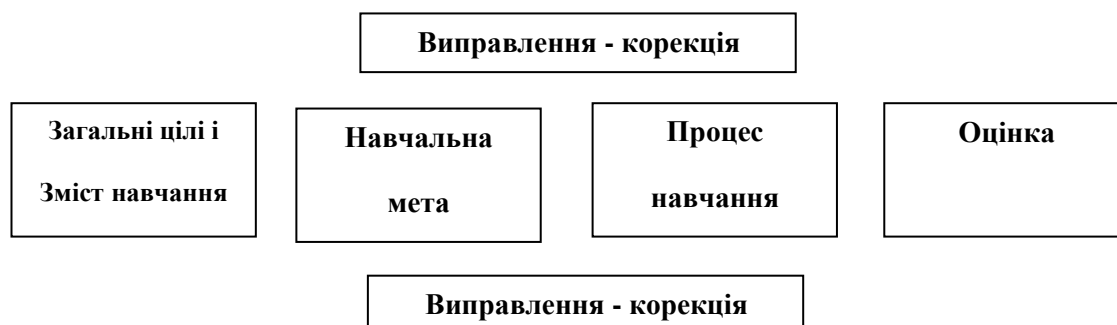 Виправлення - корекція
Загальні цілі і
Зміст навчання
Навчальна
мета
Процес
навчання
Оцінка
Виправлення - корекція